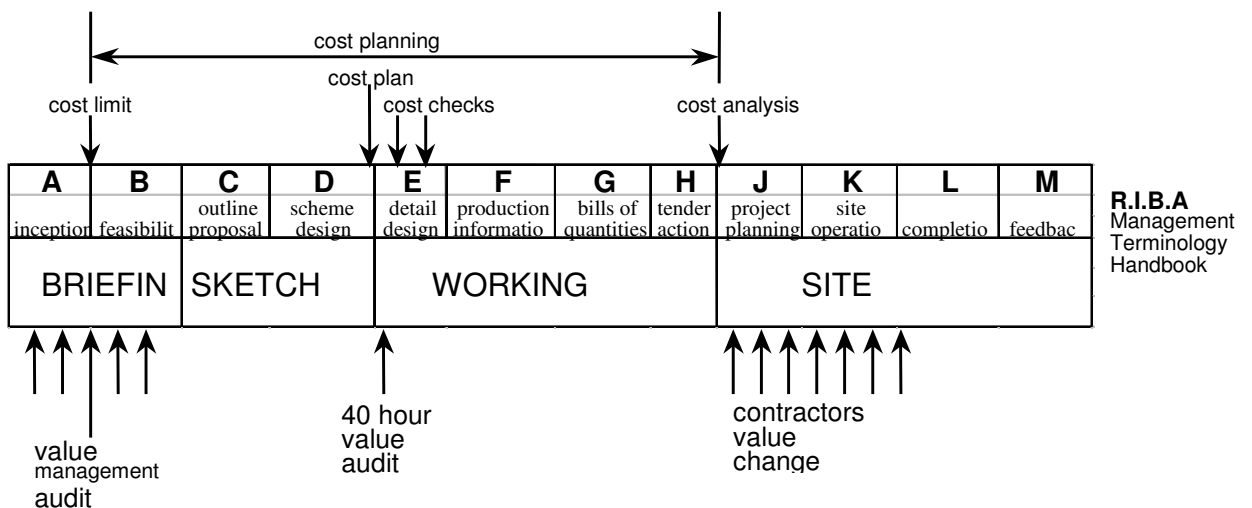 cost planning
cost plan
cost limit
cost checks
cost analysis
A B C D E F G H J K L M
inception feasibilit outline proposal scheme design detail design production informatio bills of quantities tender action project planning site operatio completio feedbac
R.I.B.A
Management
Terminology
Handbook
BRIEFIN SKETCH WORKING SITE
value
management
audit
40 hour
value
audit
contractors
value
change